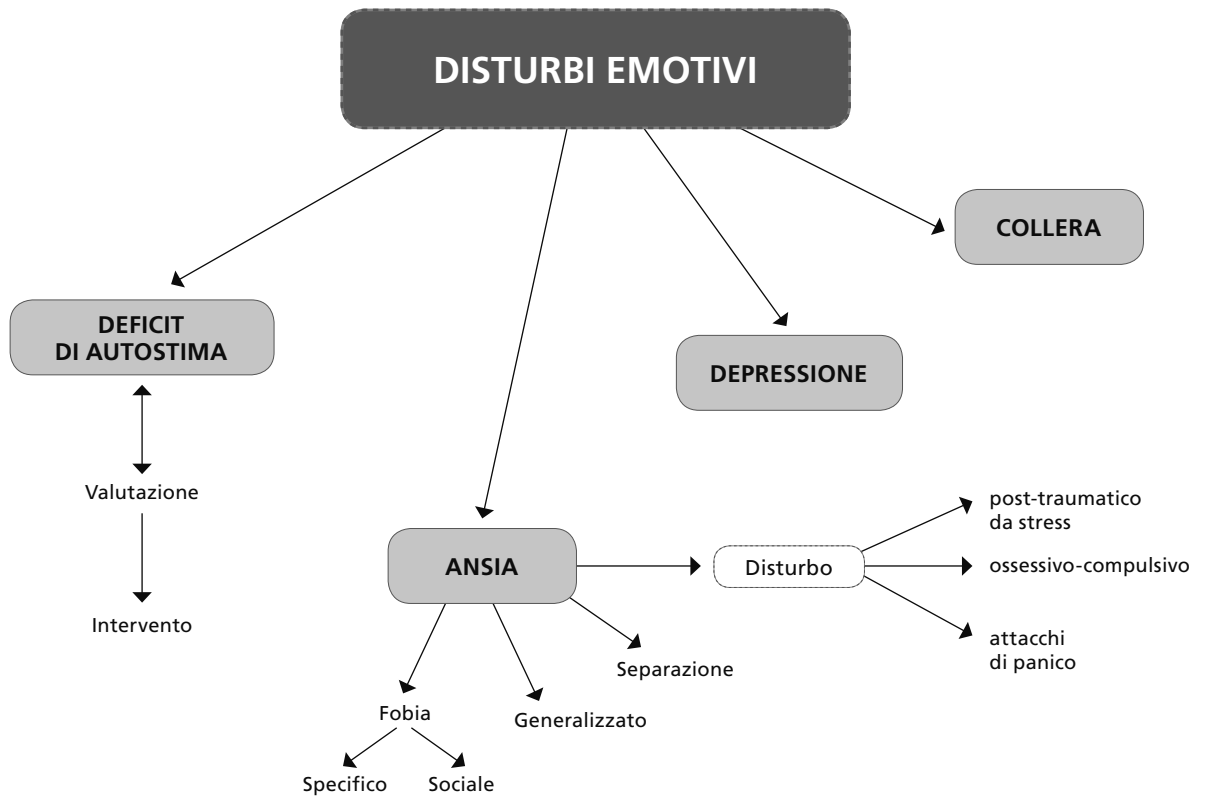 DISTURBI EMOTIVI
COLLERA
DEFICIT
DI AUTOSTIMA
DEPRESSIONE
Valutazione
Intervento
ANSIA
Disturbo
post-traumatico
da stress
ossessivo-compulsivo
attacchi
di panico
Separazione
Fobia
Generalizzato
Specifico
Sociale